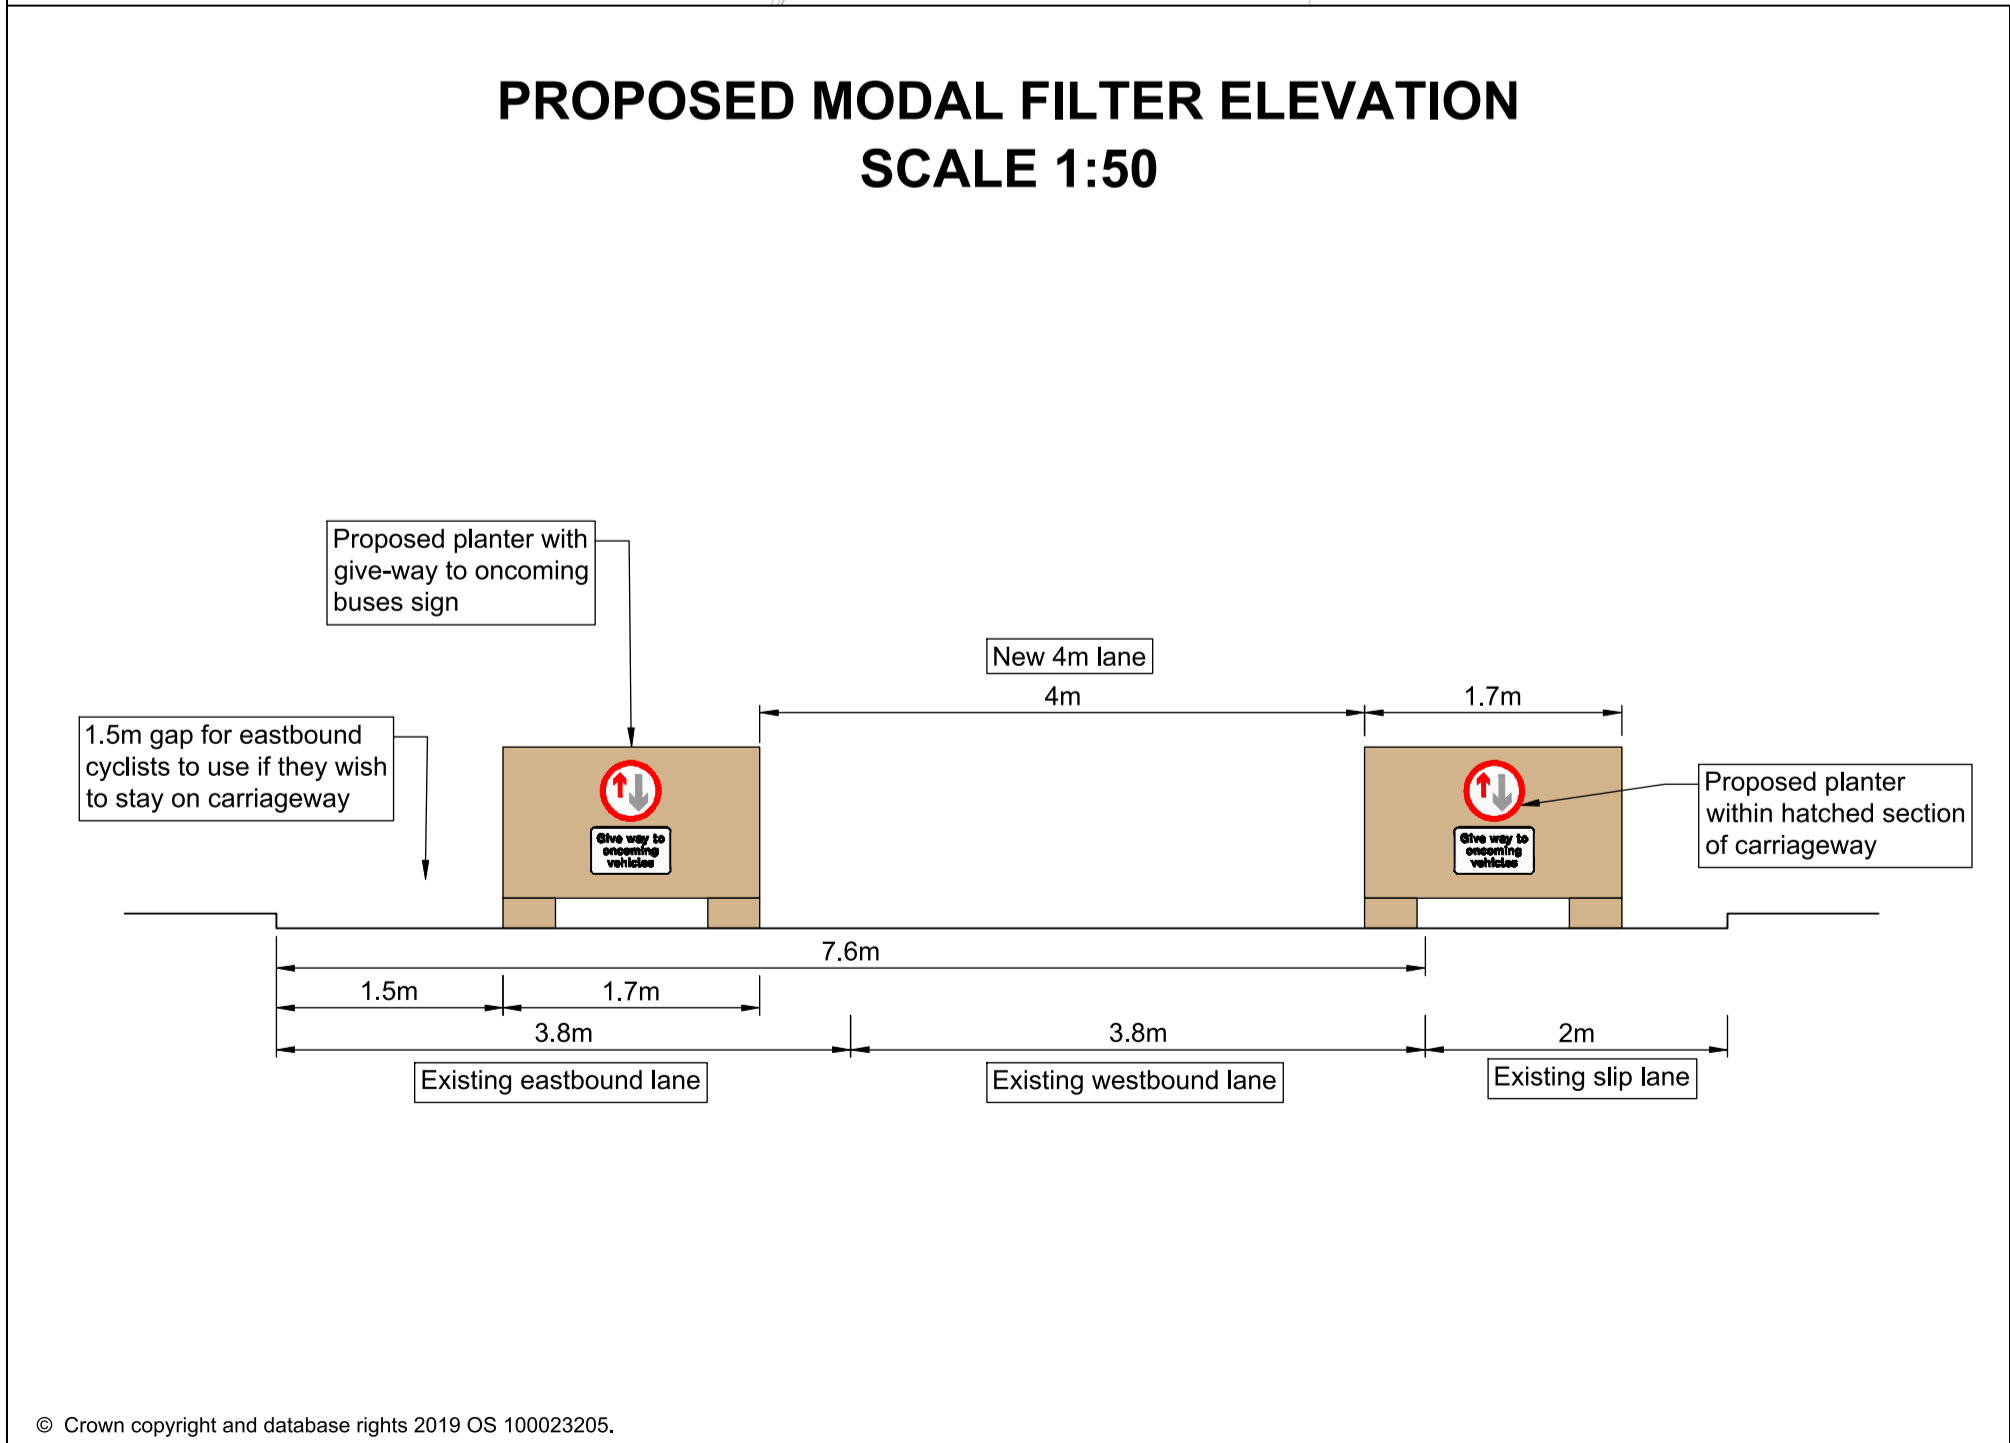 PROPOSED MODAL FILTER ELEVATION
SCALE 1:50
Proposed planter with
give-way to oncoming
buses sign
New 4m lane
4m
1.7m
1.5m gap for eastbound
cyclists to use if they wish
to stay on carriageway
Give way to
oncoming
vehicles
Give way to
oncoming
vehicles
Proposed planter
within hatched section
of carriageway
7.6m
1.5m
1.7m
3.8m
3.8m
2m
Existing eastbound lane
Existing westbound lane
Existing slip lane
© Crown copyright and database rights 2019 OS 100023205.